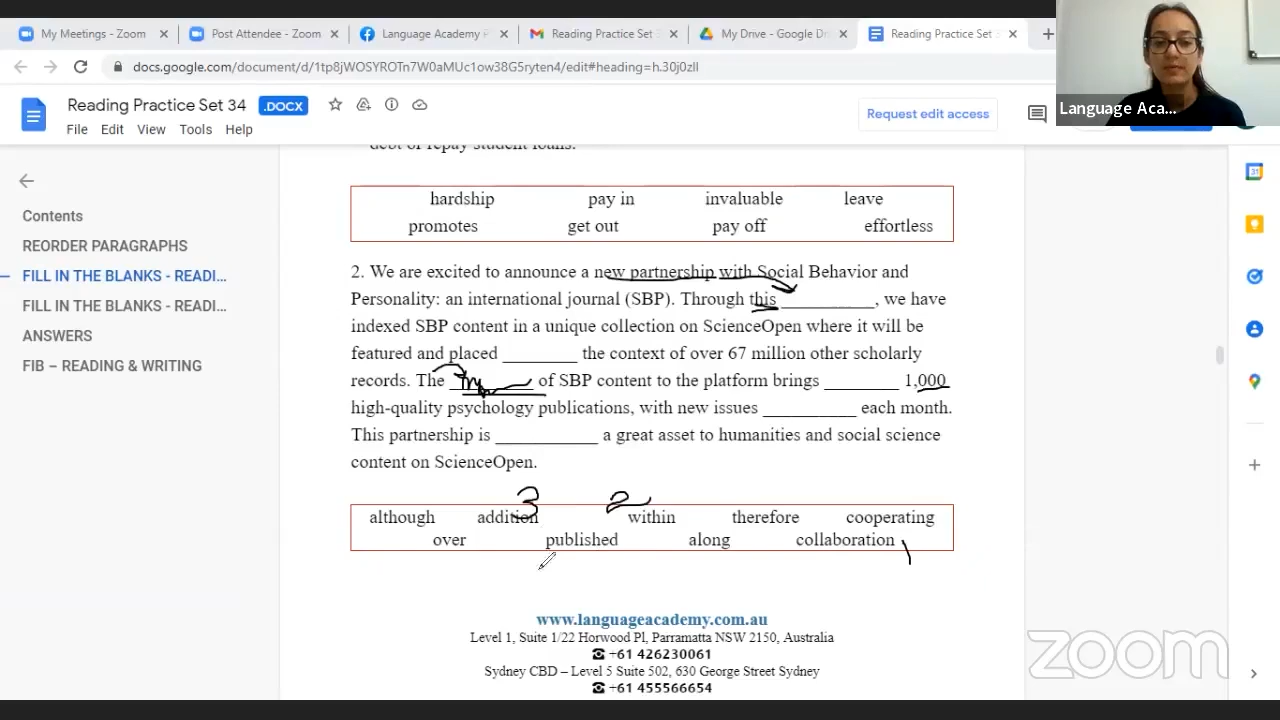 My Meetings - Zoom
Post Attendee - Zoom
Language Academy
Reading Practice Set
My Drive - Google Dri
Reading Practice Set
docs.google.com/document/d/1tp8jWOSYROTn7W0aMUc1ow38G5ryten4/edit#heading=h.30j0zll
Reading Practice Set 34 .DOCX
Request edit access
Language Aca...
File Edit View Tools Help
31
Contents
REORDER PARAGRAPHS
FILL IN THE BLANKS - READI...
FILL IN THE BLANKS - READI...
ANSWERS
FIB – READING & WRITING
debt or repay student loans.
hardship pay in invaluable leave
promotes get out pay off effortless
2. We are excited to announce a new partnership with Social Behavior and
Personality: an international journal (SBP). Through this __________, we have
indexed SBP content in a unique collection on ScienceOpen where it will be
featured and placed ________ the context of over 67 million other scholarly
records. The _________ of SBP content to the platform brings ________ 1,000
high-quality psychology publications, with new issues __________ each month.
This partnership is ___________ a great asset to humanities and social science
content on ScienceOpen.
3 2
although addition within therefore cooperating
over published along collaboration
1
www.languageacademy.com.au
Level 1, Suite 1/22 Horwood Pl, Parramatta NSW 2150, Australia
☎ +61 426230061
Sydney CBD – Level 5 Suite 502, 630 George Street Sydney
☎ +61 455566654
zoom